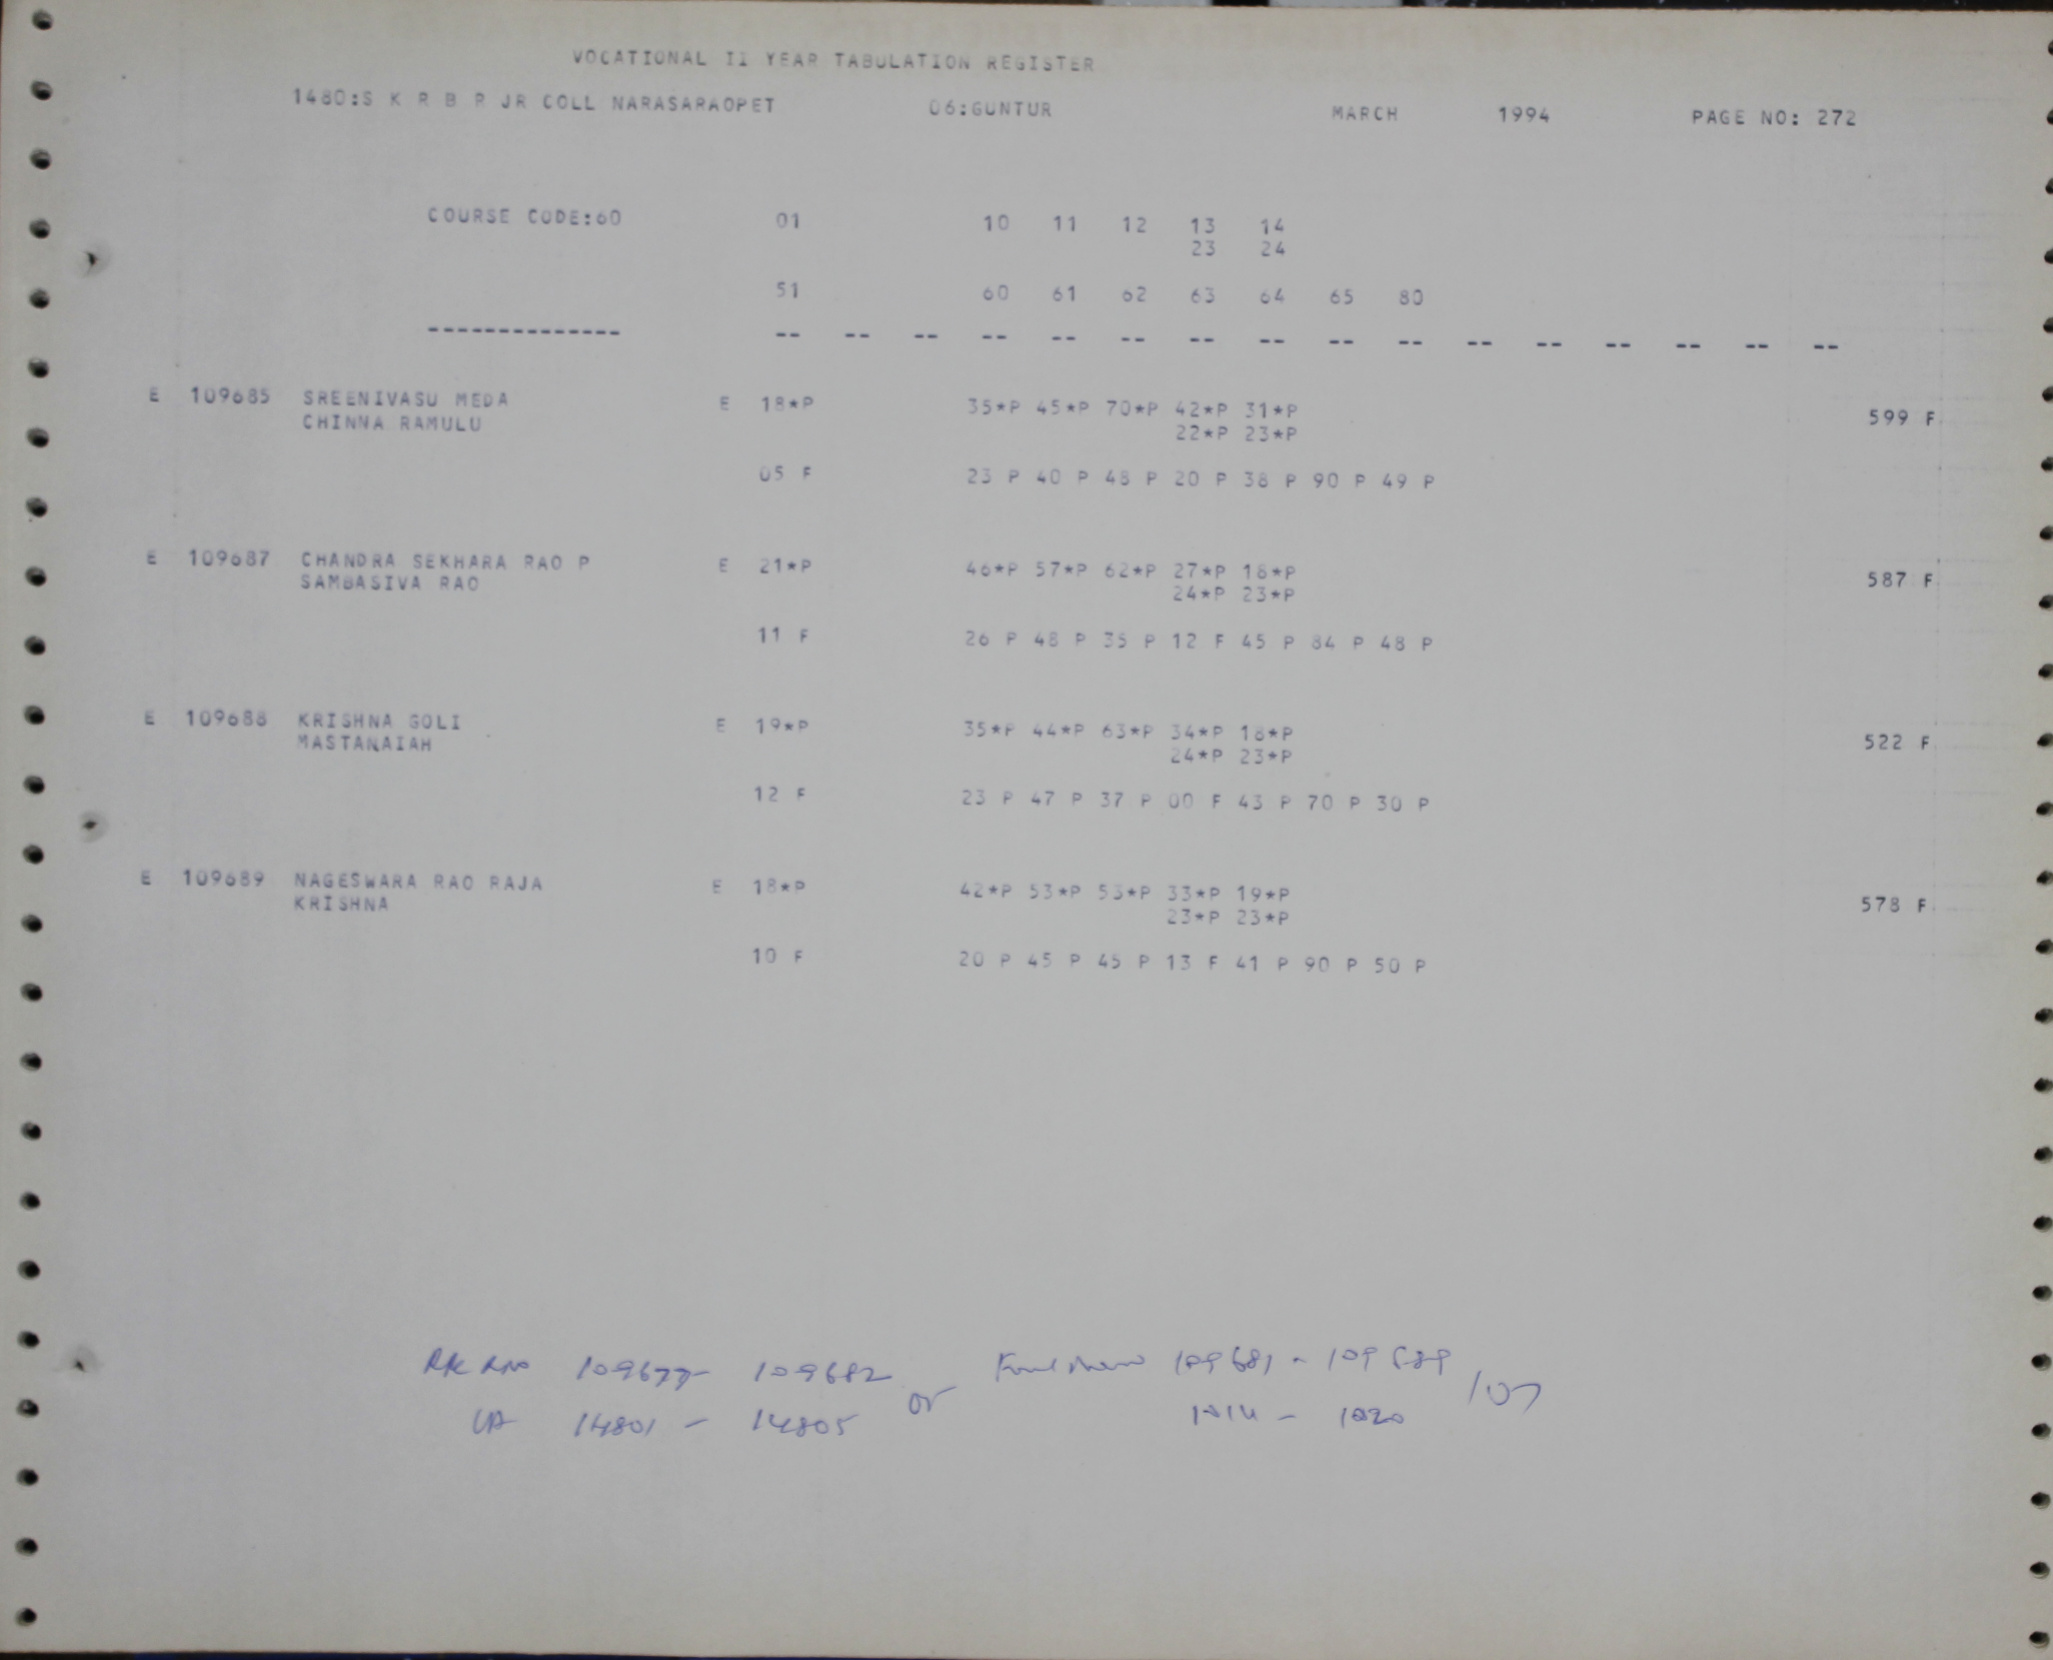 VOCATIONAL II YEAR TABULATION REGISTER
1480:S K R B R JR COLL NARASARAOPET 06:GUNTUR MARCH 1994 PAGE NO: 272
COURSE CODE:60 01 10 11 12 13 14
23 24
51 60 61 62 63 64 65 80
-------------- -- -- -- -- -- -- -- -- -- -- -- -- -- -- -- --
E 109685 SREENIVASU MEDA E 18*P 35*P 45*P 70*P 42*P 31*P 599 F
CHINNA RAMULU 22*P 23*P
05 F 23 P 40 P 48 P 20 P 38 P 90 P 49 P
E 109687 CHANDRA SEKHARA RAO P E 21*P 46*P 57*P 62*P 27*P 18*P 587 F
SAMBASIVA RAO 24*P 23*P
11 F 26 P 48 P 35 P 12 F 45 P 84 P 48 P
E 109688 KRISHNA GOLI E 19*P 35*P 44*P 63*P 34*P 18*P 522 F
MASTANAIAH 24*P 23*P
12 F 23 P 47 P 37 P 00 F 43 P 70 P 30 P
E 109689 NAGESWARA RAO RAJA E 18*P 42*P 53*P 53*P 33*P 19*P 578 F
KRISHNA 23*P 23*P
10 F 20 P 45 P 45 P 13 F 41 P 90 P 50 P
109677 - 109682 or 109681 - 109689
14801 - 14805 1014 - 1020